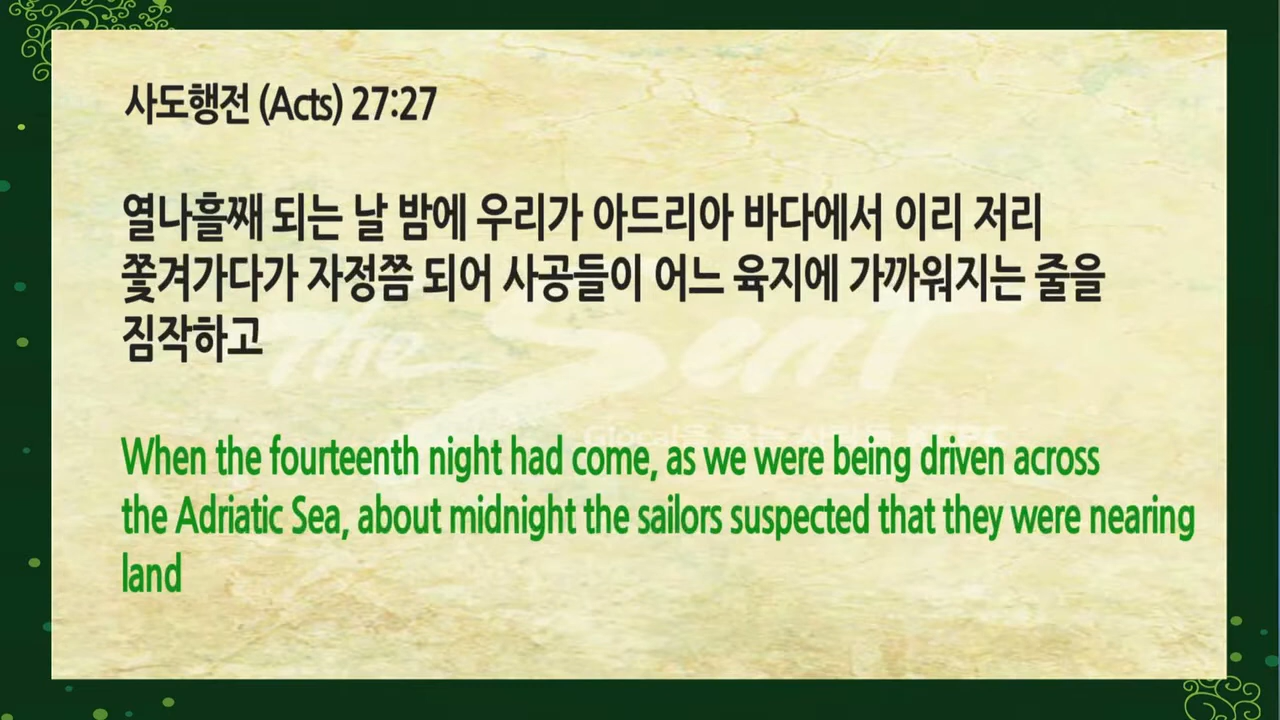 사도행전 (Acts) 27:27
열나흘째 되는 날 밤에 우리가 아드리아 바다에서 이리 저리
쫓겨가다가 자정쯤 되어 사공들이 어느 육지에 가까워지는 줄을
짐작하고
The Seat
When the fourteenth night had come, as we were being driven across
the Adriatic Sea, about midnight the sailors suspected that they were nearing
land